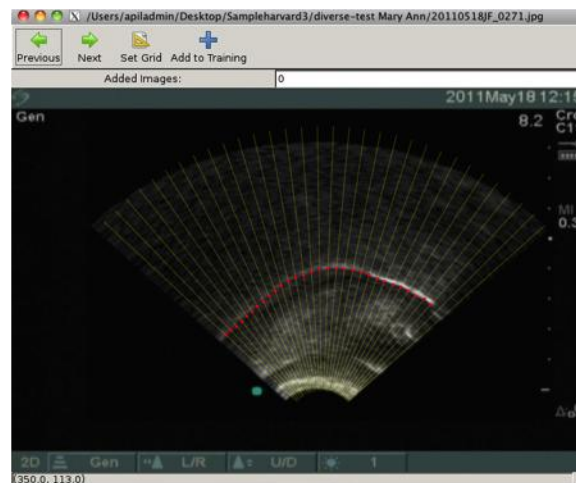 X /Users/apiladmin/Desktop/Sampleharvard3/diverse-test Mary Ann/20110518JF_0271.jpg
Previous Next Set Grid Add to Training
Added Images: 0
2011May18 12:15
Gen 8.2
C1
MI
0.3
2D Gen L/R U/D 1
(350.0, 113.0)